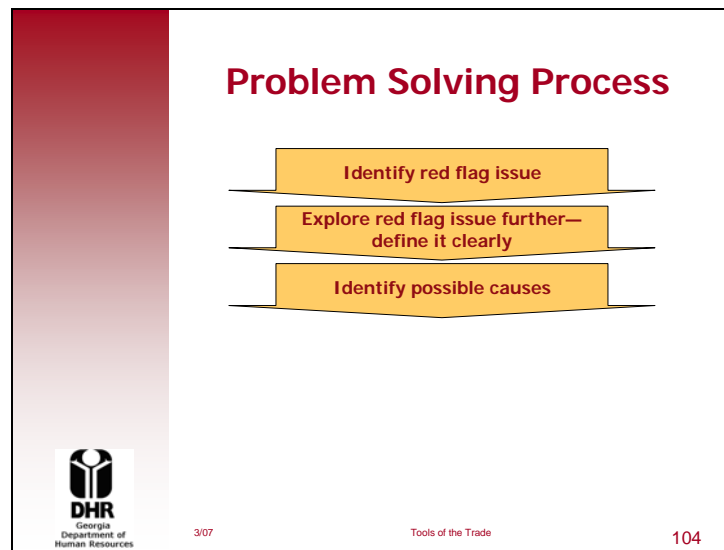 Problem Solving Process
Identify red flag issue
Explore red flag issue further—
define it clearly
Identify possible causes
DHR
Georgia
Department of
Human Resources
3/07
Tools of the Trade
104